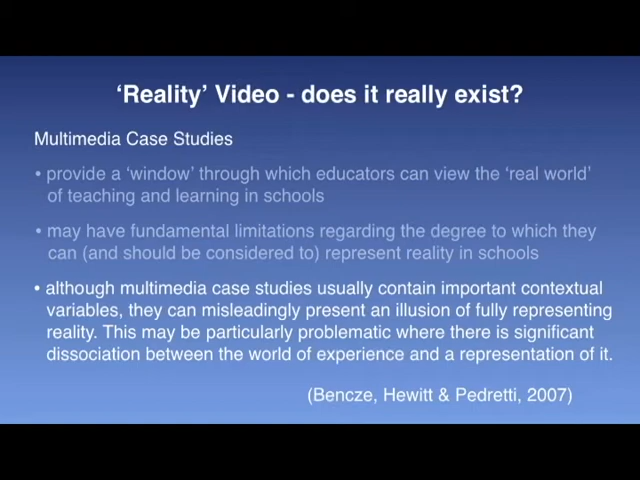 ‘Reality’ Video - does it really exist?
Multimedia Case Studies
• provide a ‘window’ through which educators can view the ‘real world’
of teaching and learning in schools
• may have fundamental limitations regarding the degree to which they
can (and should be considered to) represent reality in schools
• although multimedia case studies usually contain important contextual
variables, they can misleadingly present an illusion of fully representing
reality. This may be particularly problematic where there is significant
dissociation between the world of experience and a representation of it.
(Bencze, Hewitt & Pedretti, 2007)